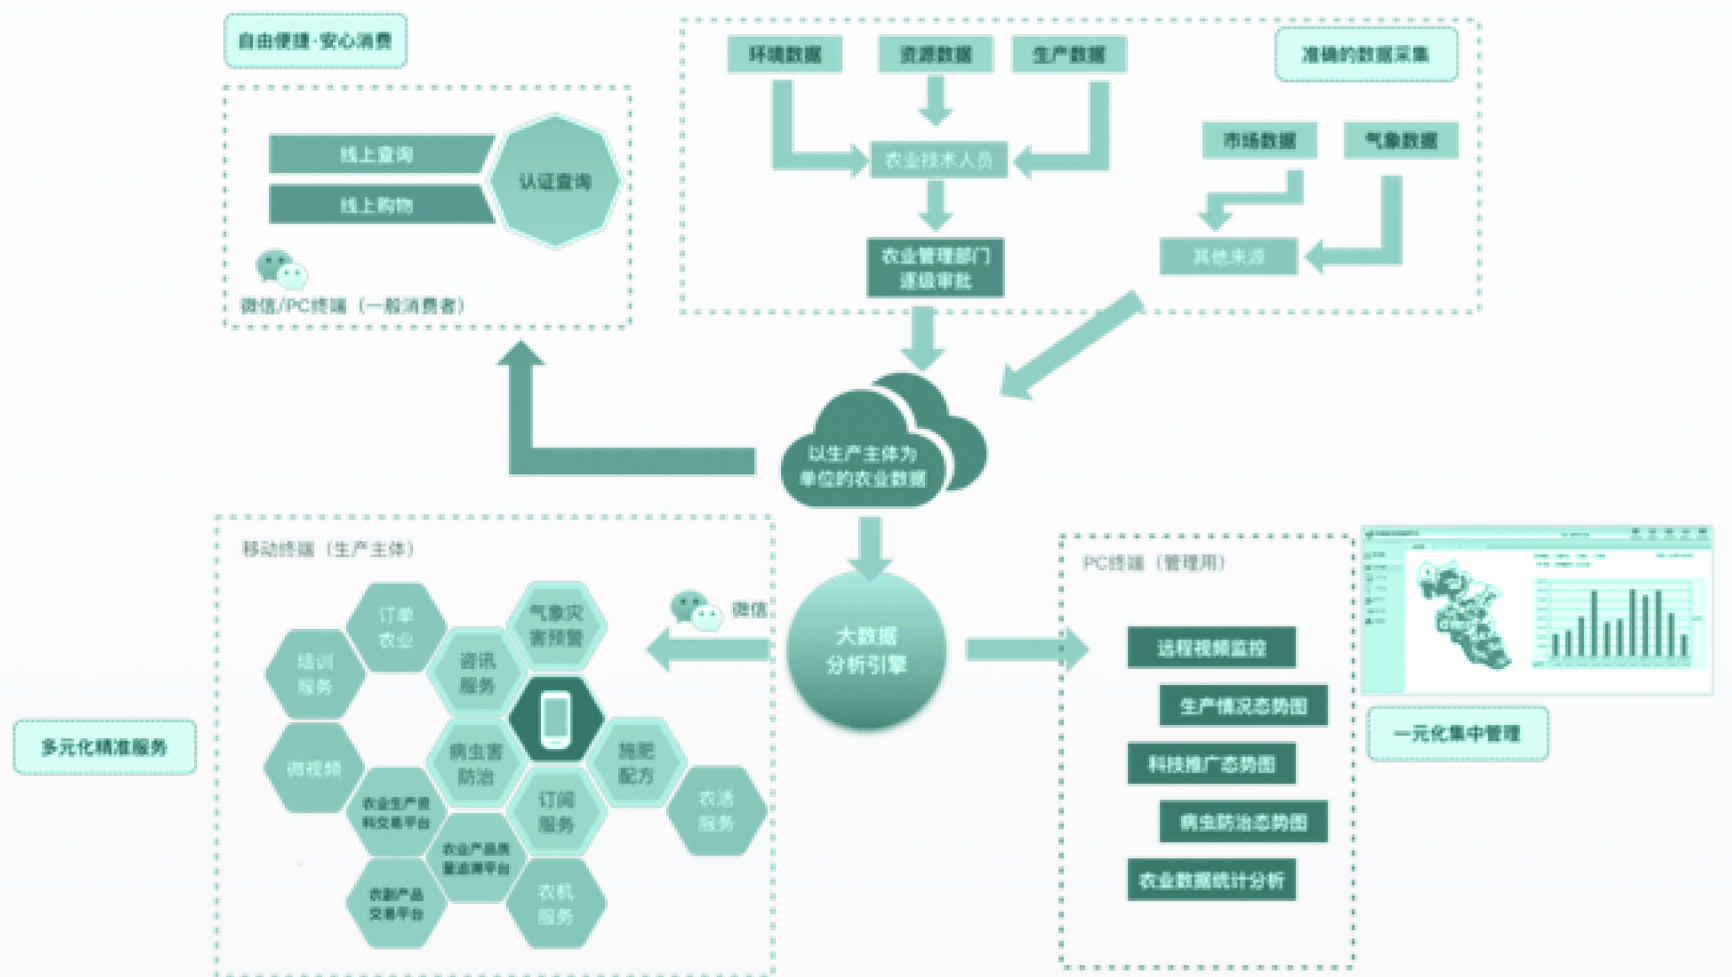 自由便捷·安心消费
线上查询
线上购物
认证查询
微信/PC终端（一般消费者）
环境数据
资源数据
生产数据
准确的数据采集
农业技术人员
市场数据
气象数据
农业管理部门
逐级审批
其他来源
以生产主体为
单位的农业数据
大数据
分析引擎
移动终端（生产主体）
微信
订单
农业
气象灾
害预警
培训
服务
咨讯
服务
微视频
病虫害
防治
施肥
配方
农业生产资
料交易平台
订阅
服务
农活
服务
农业产品质
量追溯平台
农副产品
交易平台
农机
服务
多元化精准服务
PC终端（管理用）
远程视频监控
生产情况态势图
科技推广态势图
病虫防治态势图
农业数据统计分析
一元化集中管理